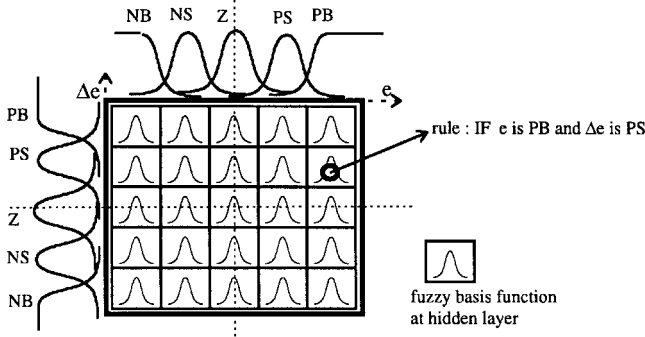 NB NS Z PS PB
Δe
e
PB
PS
Z
NS
NB
rule : IF e is PB and Δe is PS
fuzzy basis function
at hidden layer